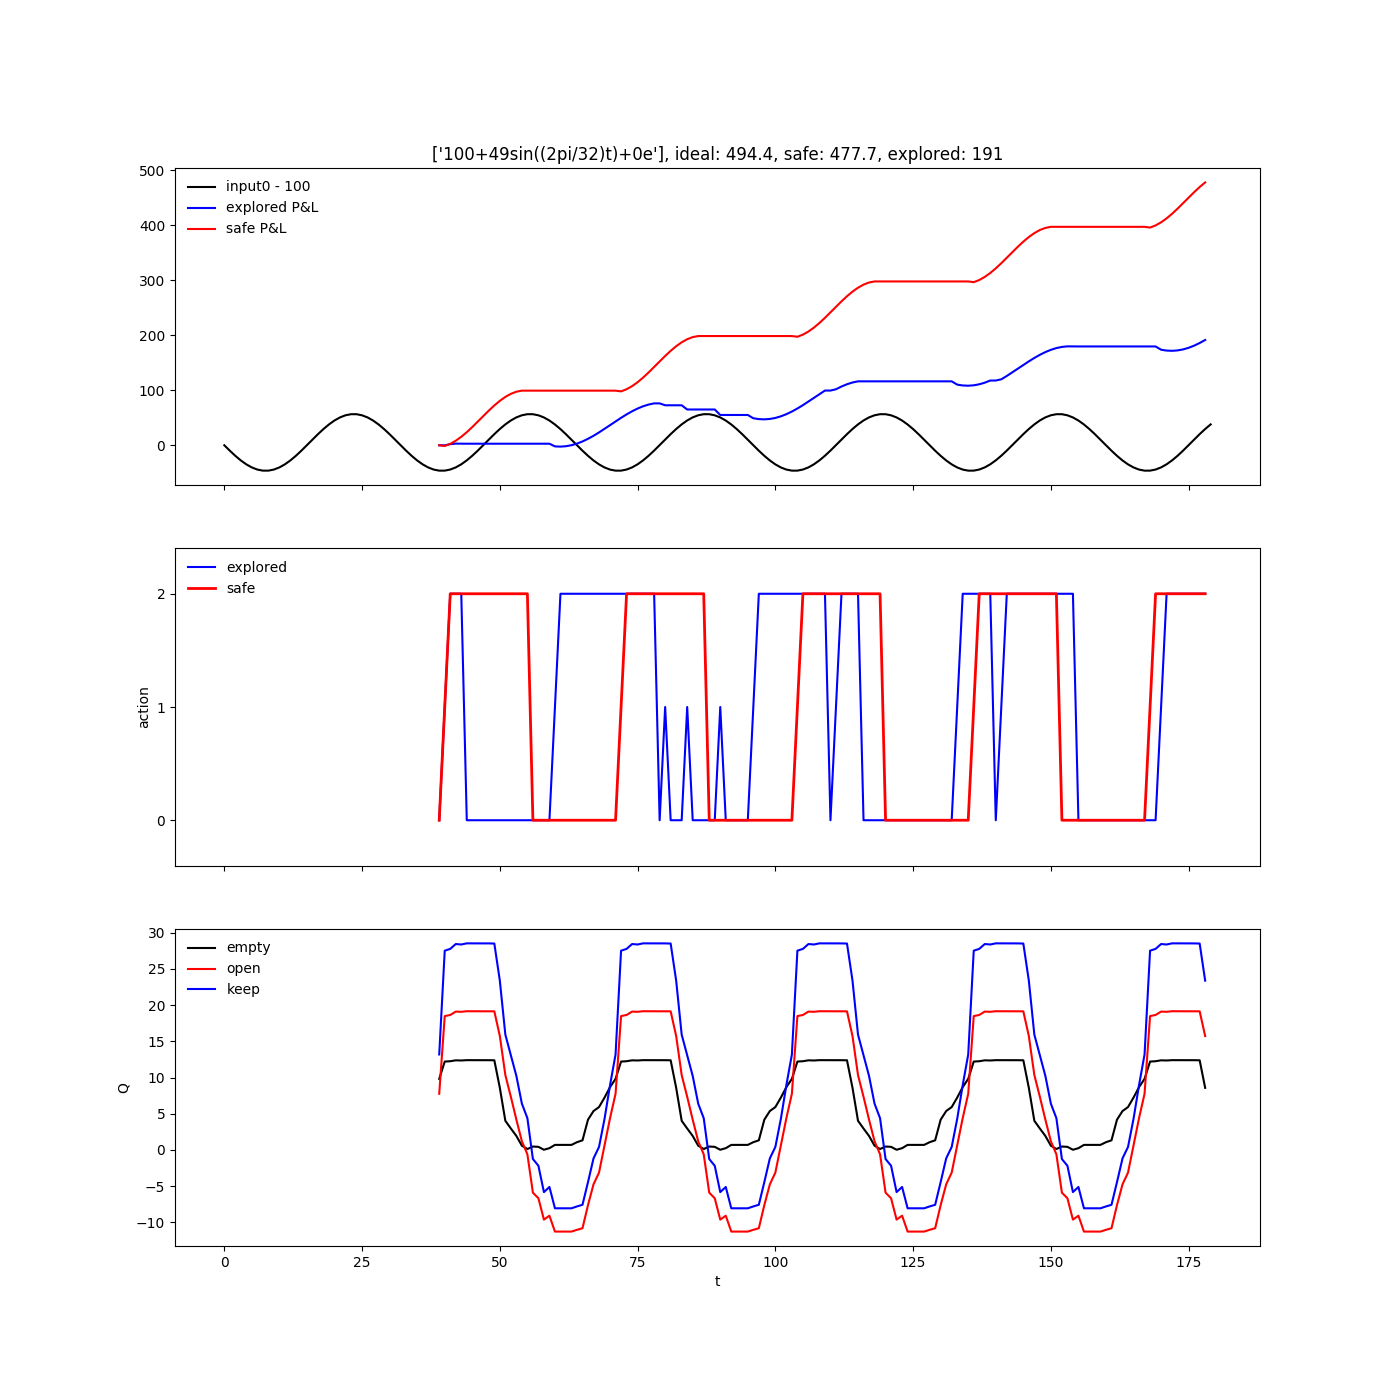 ['100+49sin((2pi/32)t)+0e'], ideal: 494.4, safe: 477.7, explored: 191
500
400
300
200
100
0
input0 - 100
explored P&L
safe P&L
2
1
0
action
explored
safe
30
25
20
15
10
5
0
−5
−10
Q
empty
open
keep
0 25 50 75 100 125 150 175
t